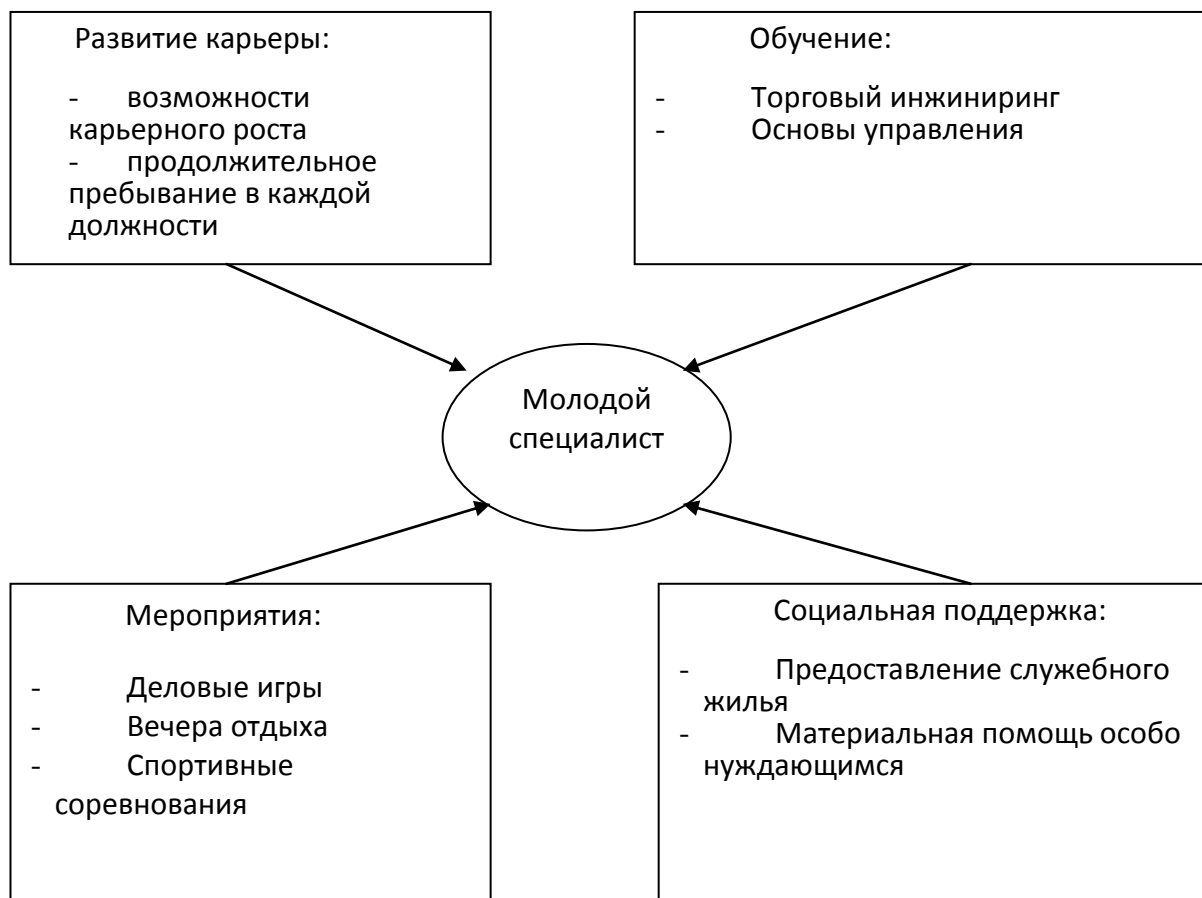 Развитие карьеры:
- возможности
карьерного роста
- продолжительное
пребывание в каждой
должности
Обучение:
- Торговый инжиниринг
- Основы управления
Молодой
специалист
Мероприятия:
- Деловые игры
- Вечера отдыха
- Спортивные
соревнования
Социальная поддержка:
- Предоставление служебного
жилья
- Материальная помощь особо
нуждающимся